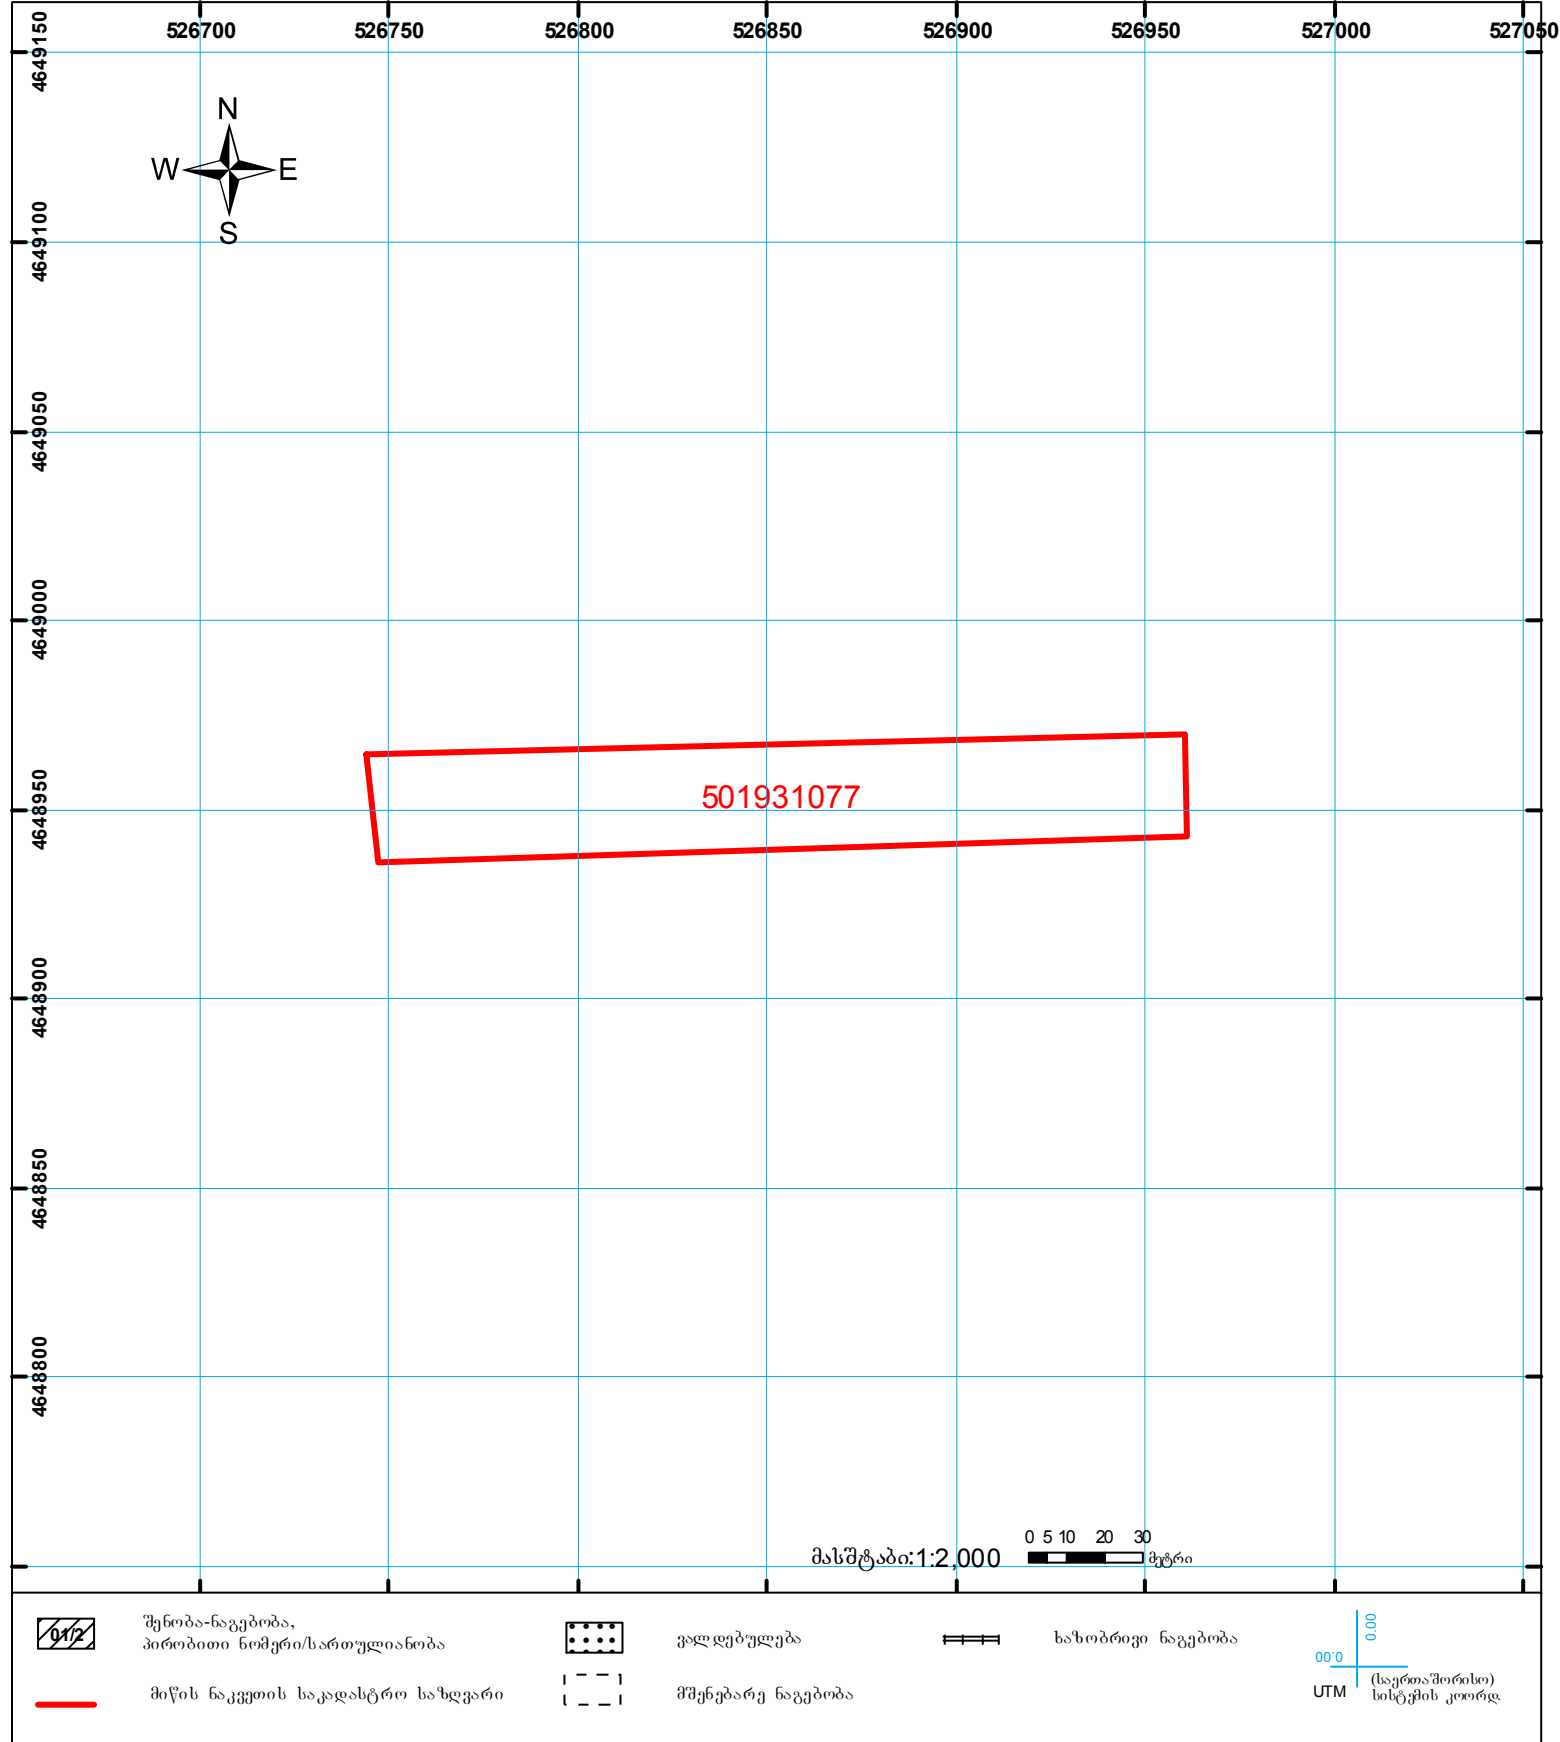 526700 526750 526800 526850 526900 526950 527000 527050
4649150
N
W E
S
4649100
4649050
4649000
4648950
501931077
4648900
4648850
4648800
0 5 10 20 30
მასშტაბი:1:2,000 მეტრი
01/2
შენობა-ნაგებობა,
პირობითი ნომერი/სართულიანობა
ვალდებულება
ხაზობრივი ნაგებობა
მიწის ნაკვეთის საკადასტრო საზღვარი
მშენებარე ნაგებობა
0.00
0.00
UTM
(საერთაშორისო)
სისტემის კოორდ.